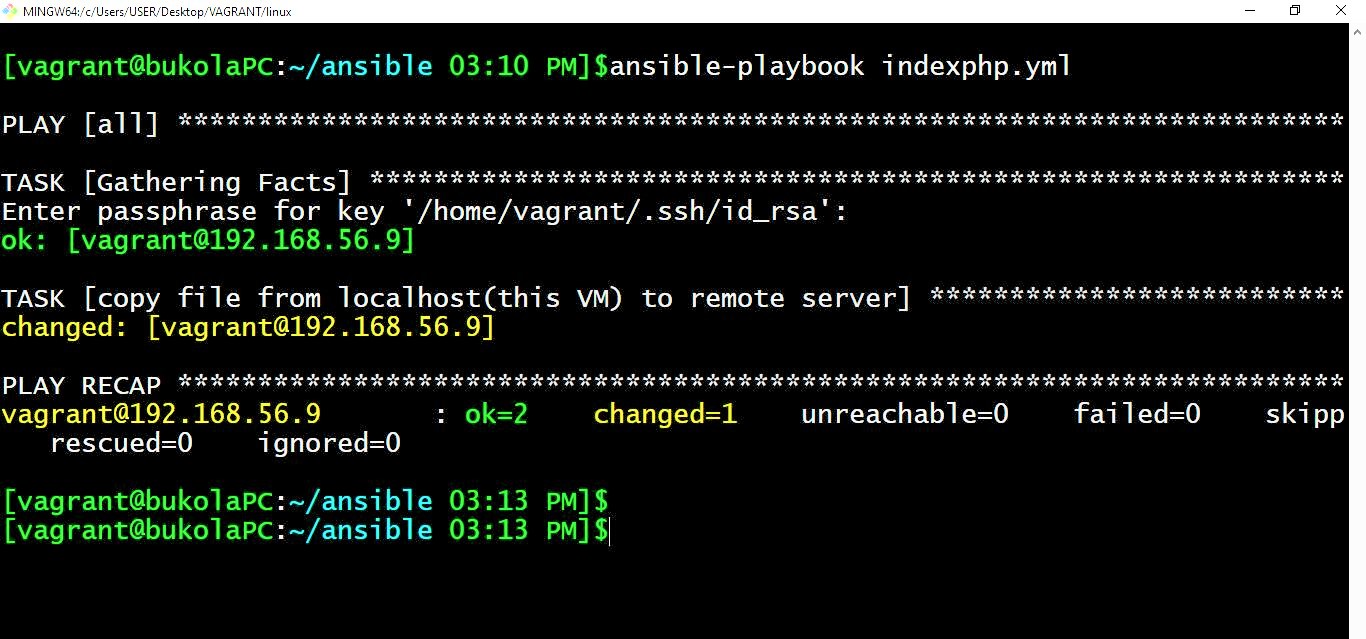 MINGW64:/c/Users/USER/Desktop/VAGRANT/linux
[vagrant@bukolaPC:~/ansible 03:10 PM]$ansible-playbook indexphp.yml
PLAY [all] *************************************************************************
TASK [Gathering Facts] *************************************************************
Enter passphrase for key '/home/vagrant/.ssh/id_rsa':
ok: [vagrant@192.168.56.9]
TASK [copy file from localhost(this VM) to remote server] **************************
changed: [vagrant@192.168.56.9]
PLAY RECAP *************************************************************************
vagrant@192.168.56.9       : ok=2    changed=1    unreachable=0    failed=0    skipp
   rescued=0    ignored=0
[vagrant@bukolaPC:~/ansible 03:13 PM]$
[vagrant@bukolaPC:~/ansible 03:13 PM]$